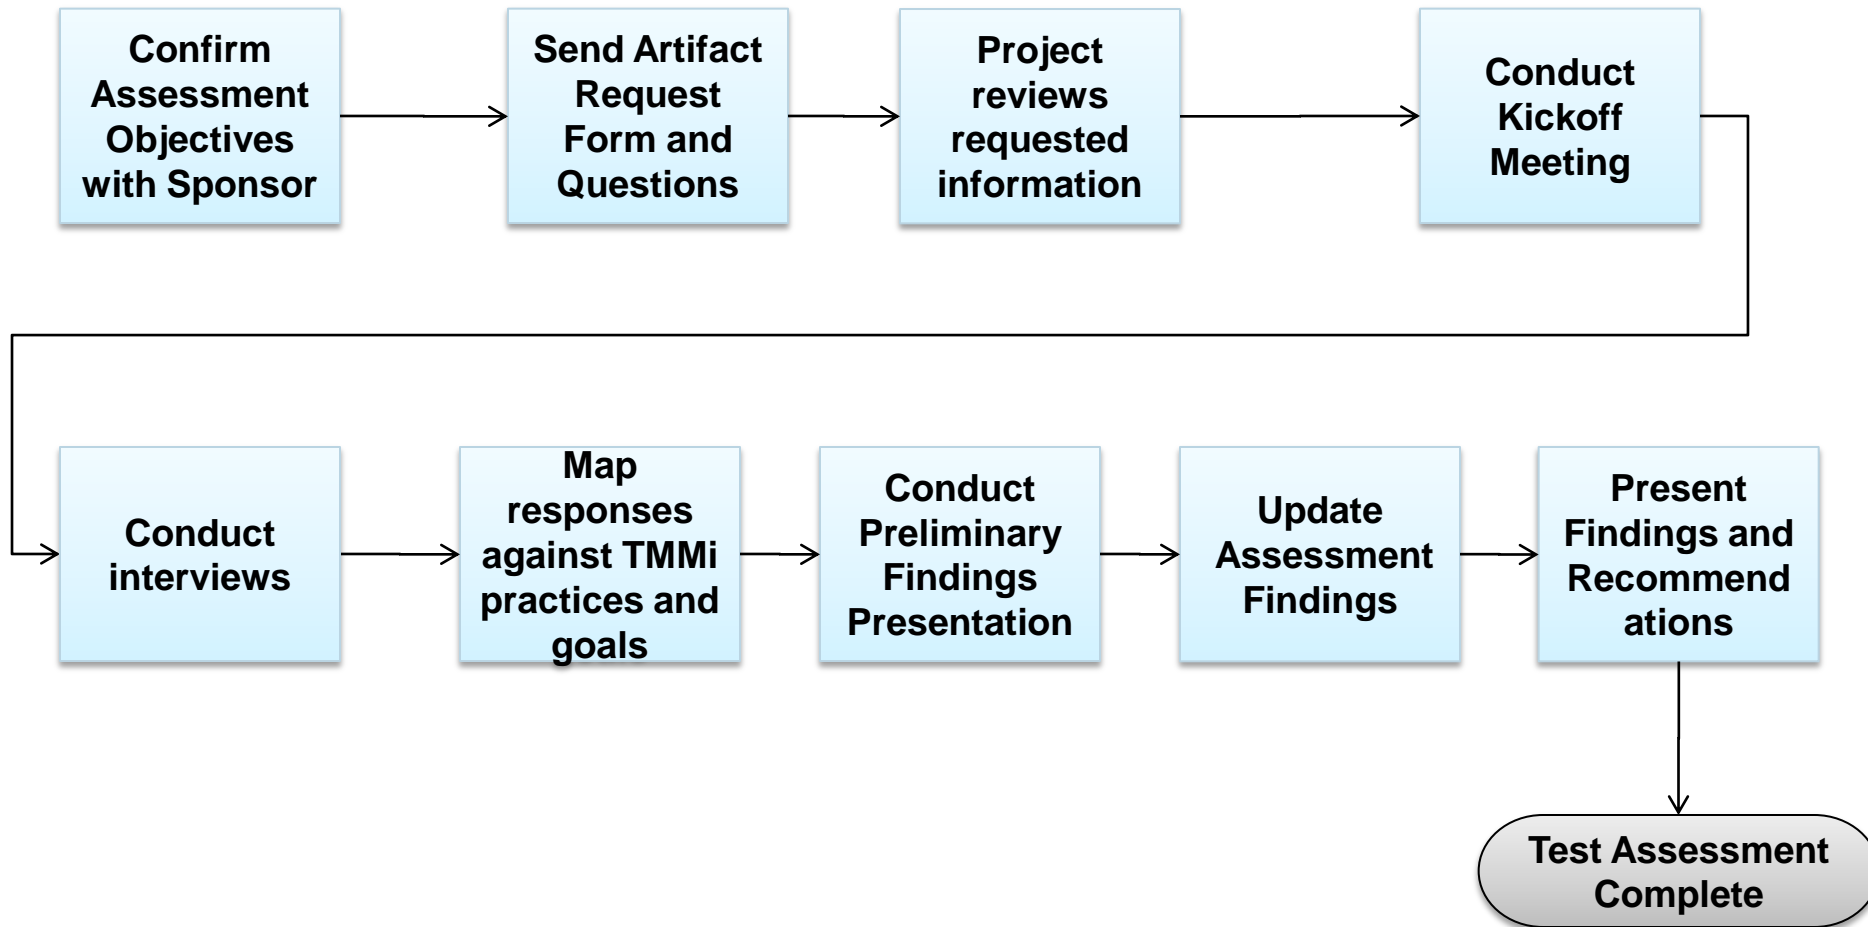 Confirm
Assessment
Objectives
with Sponsor
Send Artifact
Request
Form and
Questions
Project
reviews
requested
information
Conduct
Kickoff
Meeting
Conduct
interviews
Map
responses
against TMMi
practices and
goals
Conduct
Preliminary
Findings
Presentation
Update
Assessment
Findings
Present
Findings and
Recommend
ations
Test Assessment
Complete